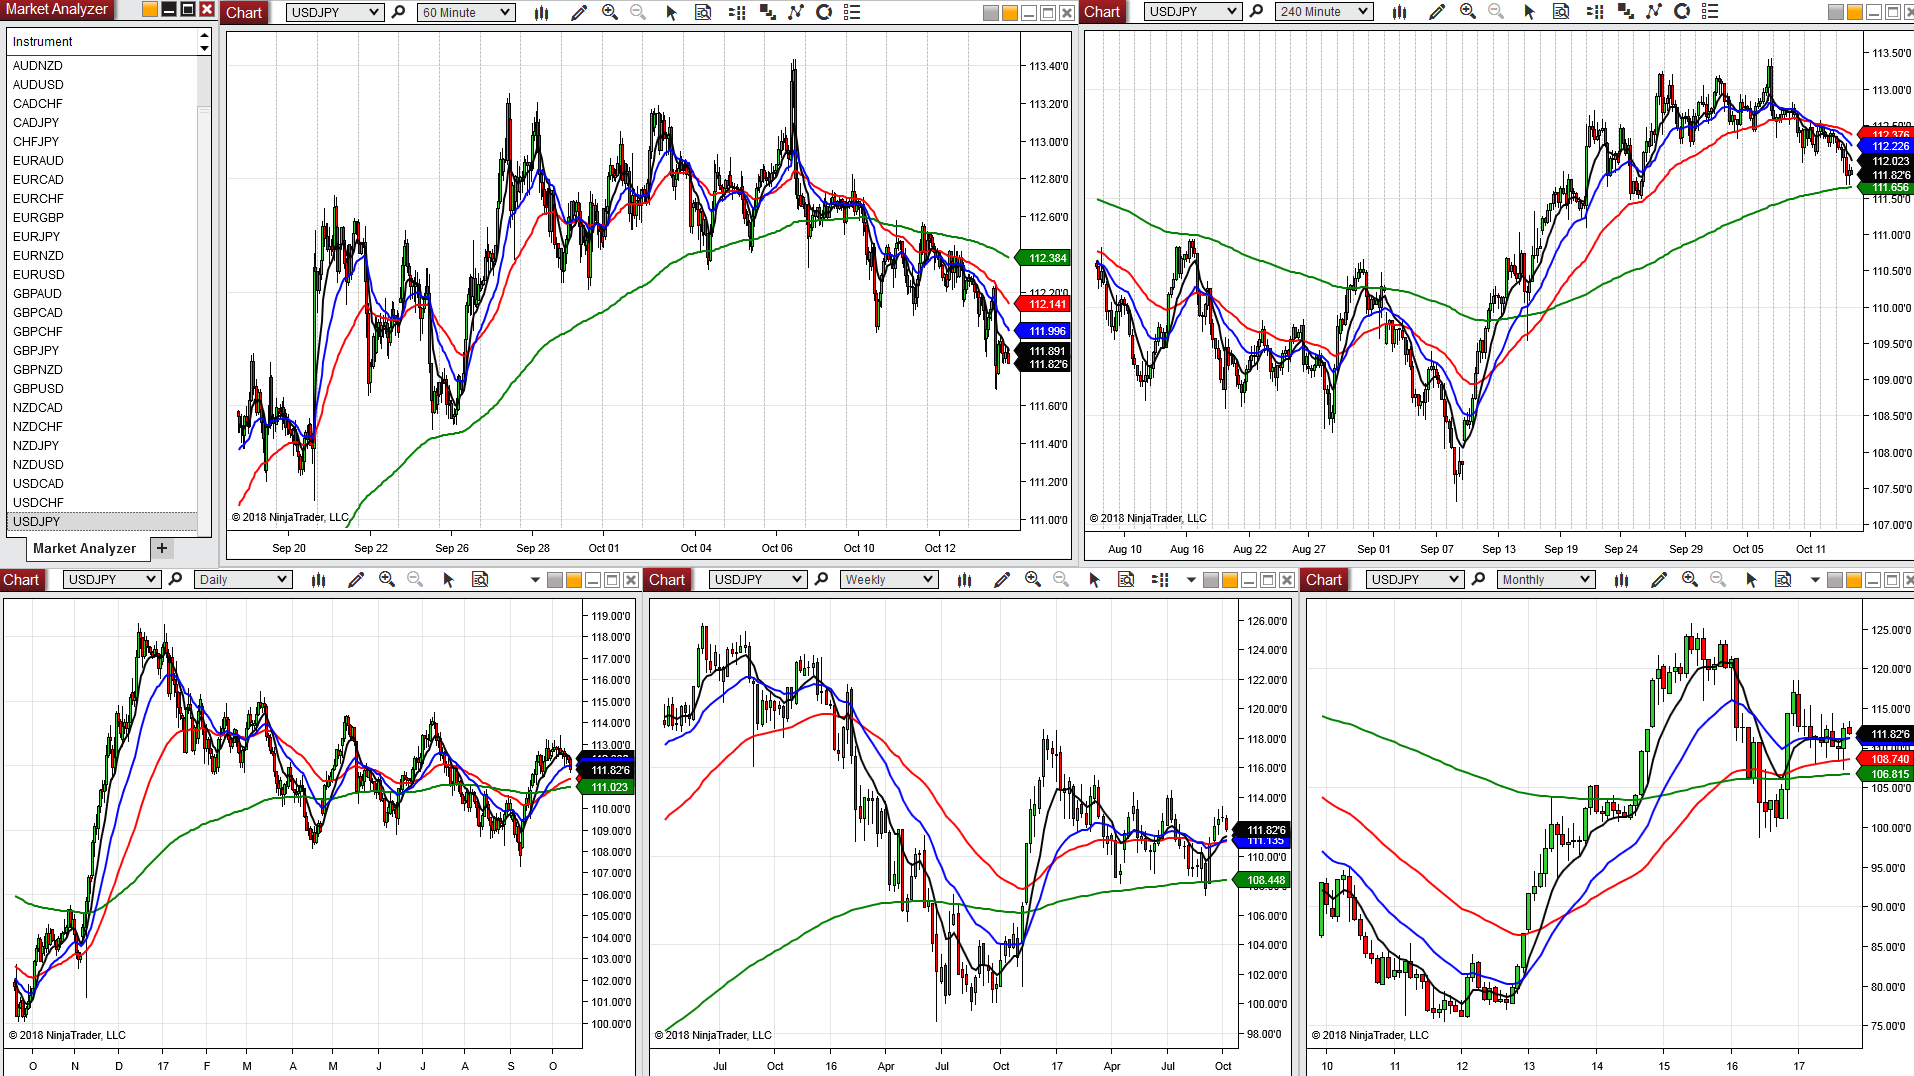 Market Analyzer
Instrument
AUDNZD
AUDUSD
CADCHF
CADJPY
CHFJPY
EURAUD
EURCAD
EURCHF
EURGBP
EURJPY
EURNZD
EURUSD
GBPAUD
GBPCAD
GBPCHF
GBPJPY
GBPNZD
GBPUSD
NZDCAD
NZDCHF
NZDJPY
NZDUSD
USDCAD
USDCHF
USDJPY
Market Analyzer +
Chart USDJPY 60 Minute
113.40'0
113.20'0
113.00'0
112.80'0
112.60'0
112.384
112.20'0
112.141
111.996
111.891
111.82'6
111.60'0
111.40'0
111.20'0
111.00'0
© 2018 NinjaTrader, LLC
Sep 20 Sep 22 Sep 26 Sep 28 Oct 01 Oct 04 Oct 06 Oct 10 Oct 12
Chart USDJPY 240 Minute
113.50'0
113.00'0
112.376
112.226
112.023
111.82'6
111.656
111.50'0
111.00'0
110.50'0
110.00'0
109.50'0
109.00'0
108.50'0
108.00'0
107.50'0
107.00'0
© 2018 NinjaTrader, LLC
Aug 10 Aug 16 Aug 22 Aug 27 Sep 01 Sep 07 Sep 13 Sep 19 Sep 24 Sep 29 Oct 05 Oct 11
Chart USDJPY Daily
119.00'0
118.00'0
117.00'0
116.00'0
115.00'0
114.00'0
113.00'0
111.82'6
111.023
110.00'0
109.00'0
108.00'0
107.00'0
106.00'0
105.00'0
104.00'0
103.00'0
102.00'0
101.00'0
100.00'0
© 2018 NinjaTrader, LLC
O N D 17 F M A M J J A S O
Chart USDJPY Weekly
126.00'0
124.00'0
122.00'0
120.00'0
118.00'0
116.00'0
114.00'0
111.82'6
111.135
110.00'0
108.448
106.00'0
104.00'0
102.00'0
100.00'0
98.00'0
© 2018 NinjaTrader, LLC
Jul Oct 16 Apr Jul Oct 17 Apr Jul Oct
Chart USDJPY Monthly
125.00'0
120.00'0
115.00'0
111.82'6
108.740
106.815
105.00'0
100.00'0
95.00'0
90.00'0
85.00'0
80.00'0
75.00'0
© 2018 NinjaTrader, LLC
10 11 12 13 14 15 16 17